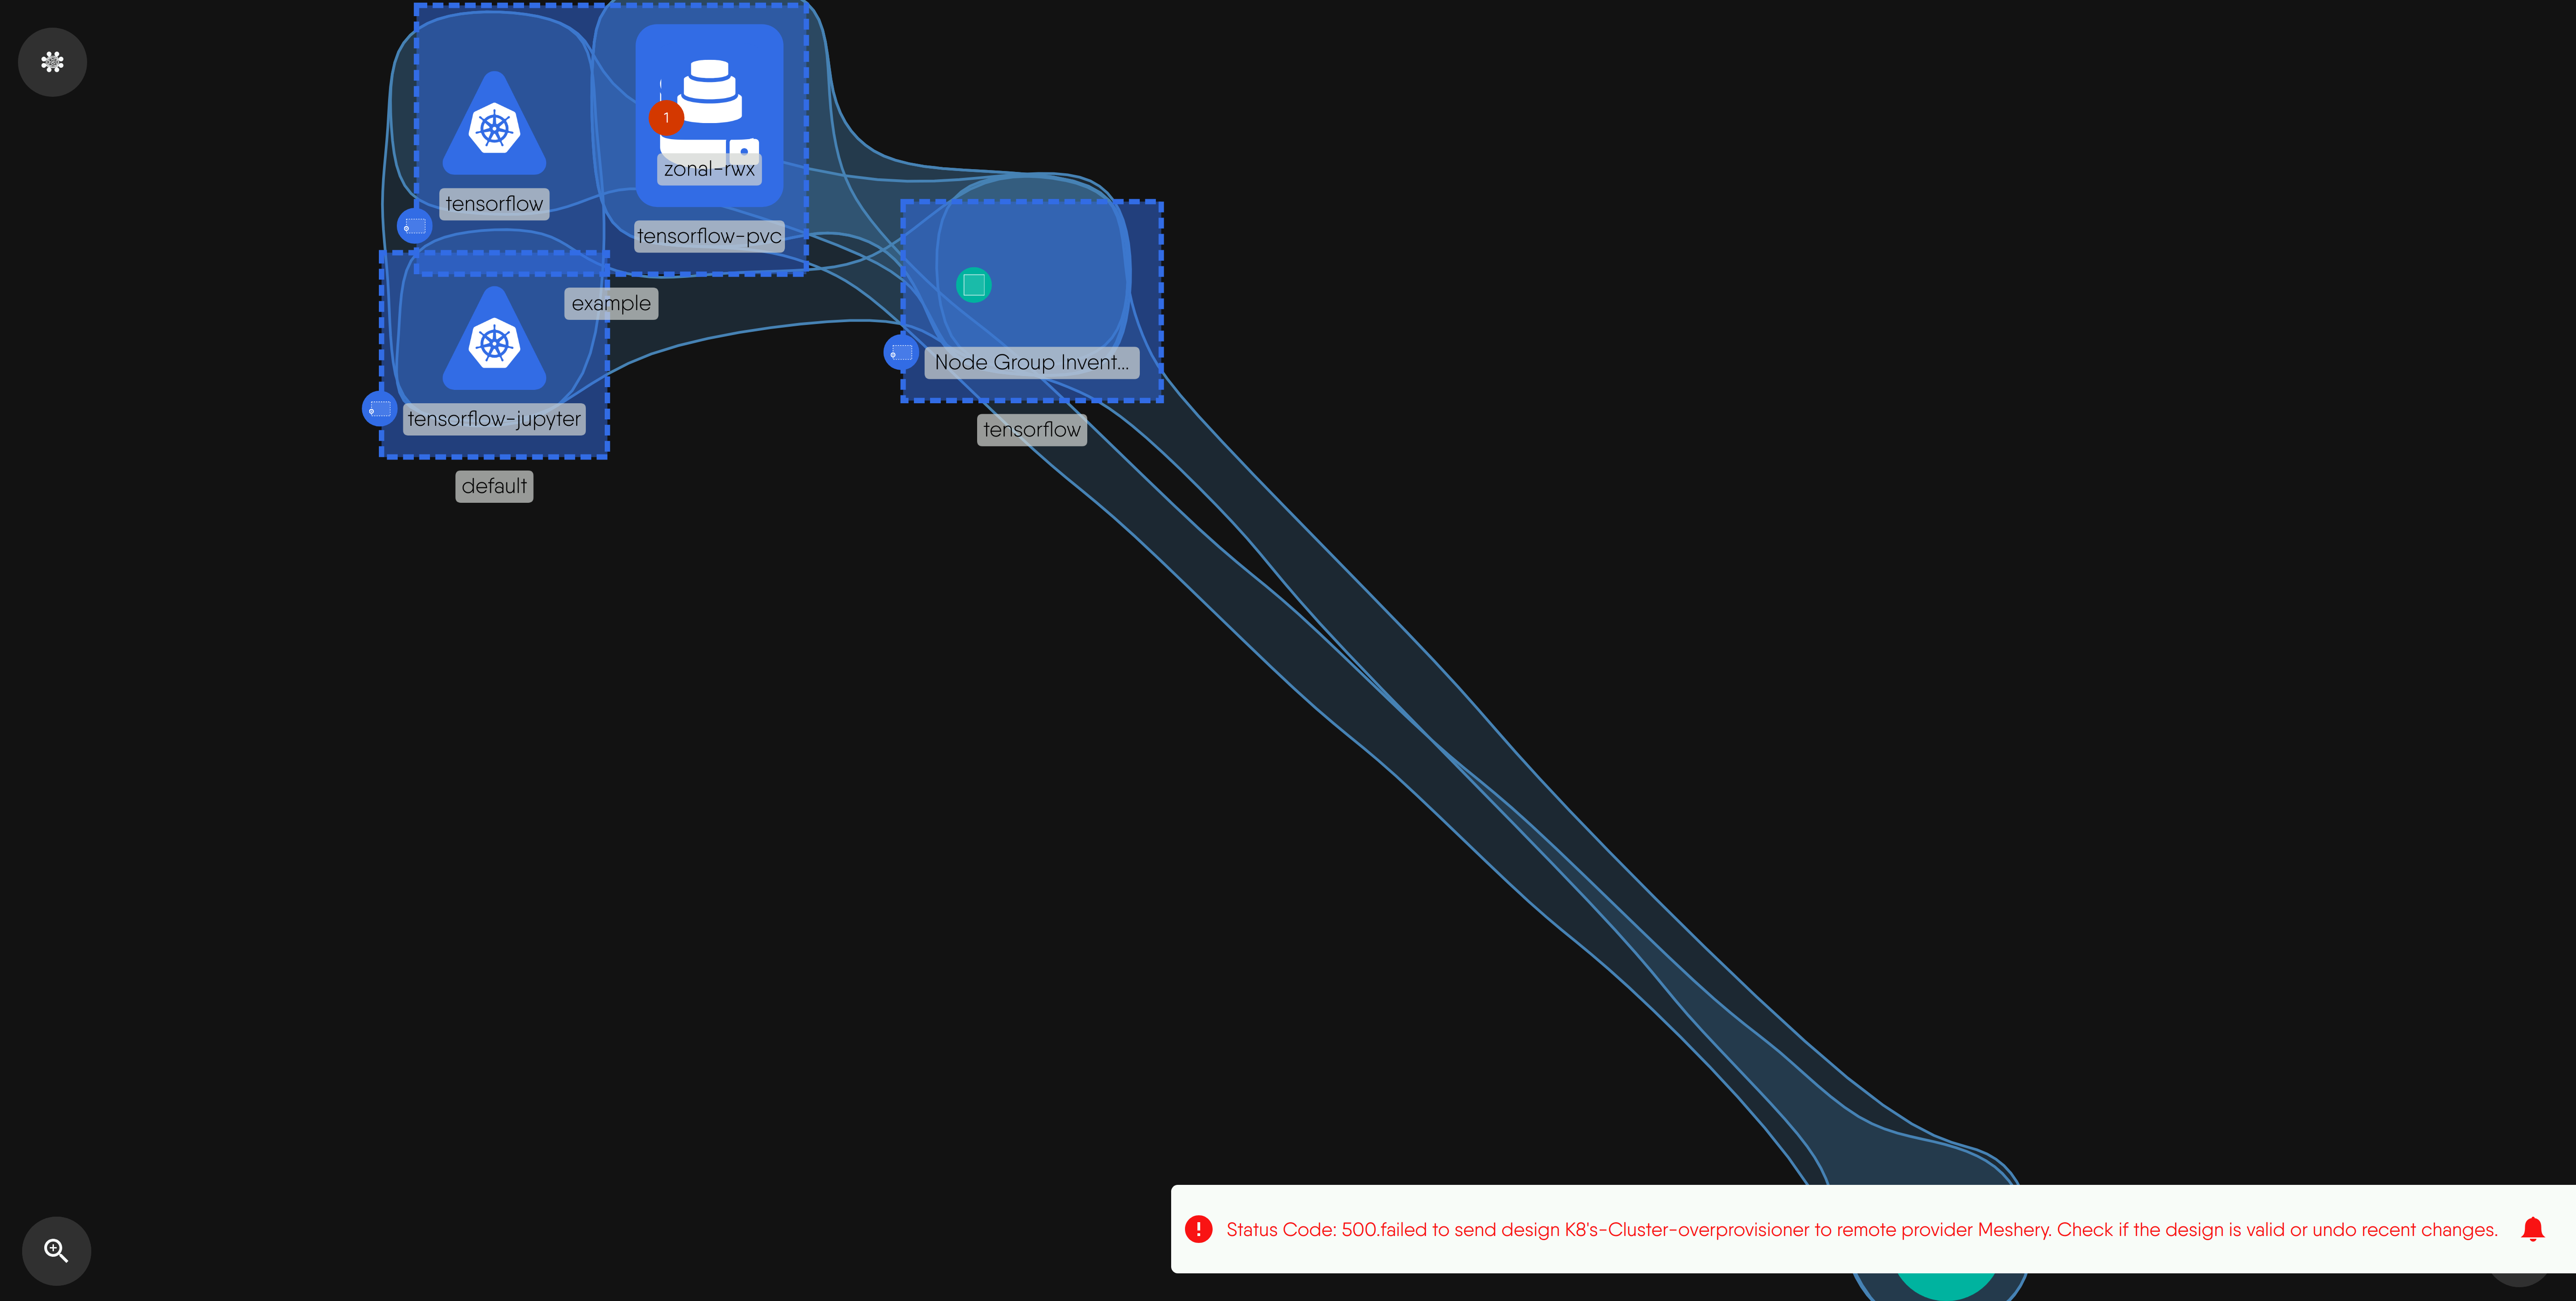 1
zonal-rwx
tensorflow
tensorflow-pvc
example
Node Group Invent...
tensorflow-jupyter
tensorflow
default
Status Code: 500.failed to send design K8's-Cluster-overprovisioner to remote provider Meshery. Check if the design is valid or undo recent changes.